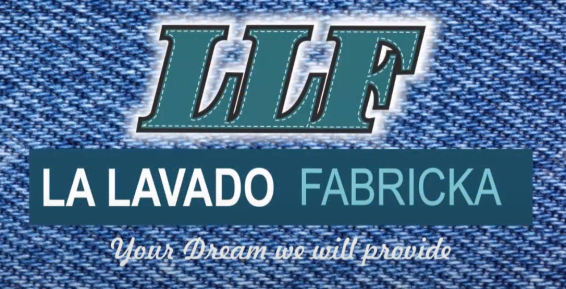 LLF
LA LAVADO FABRICKA
Your Dream we will provide